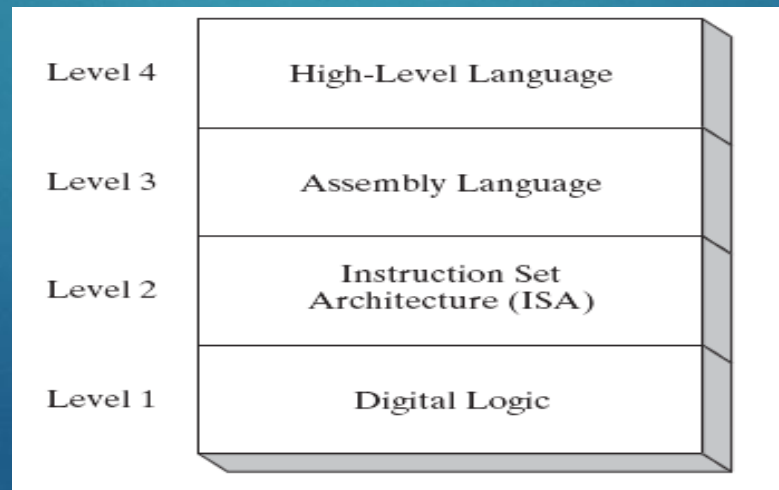 Level 4
High-Level Language
Level 3
Assembly Language
Level 2
Instruction Set
Architecture (ISA)
Level 1
Digital Logic